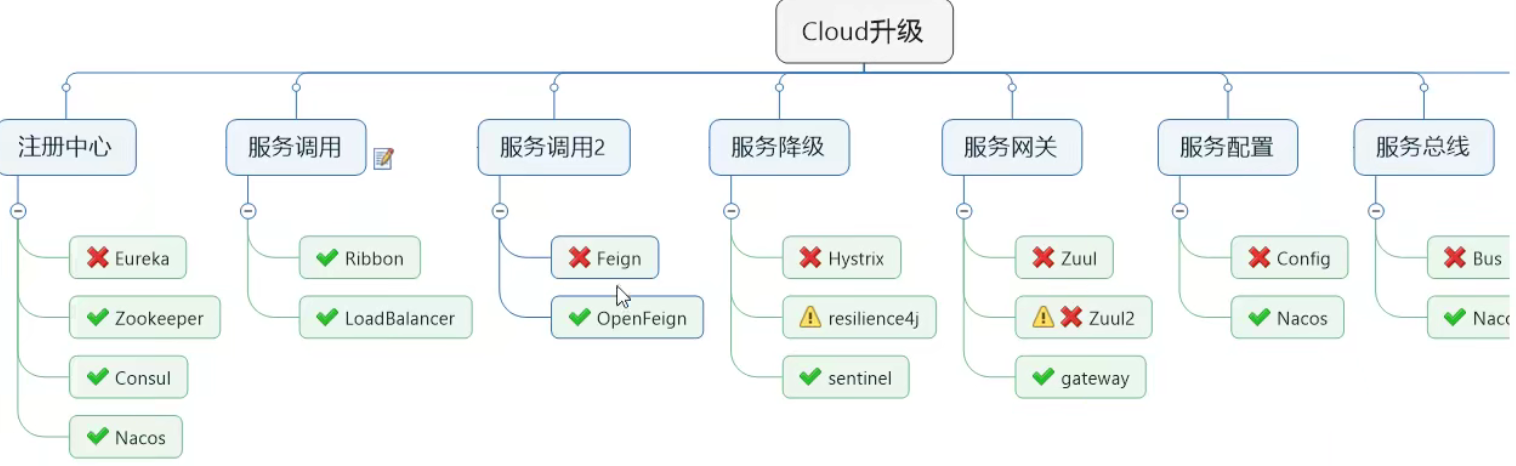 Cloud升级
注册中心
服务调用
服务调用2
服务降级
服务网关
服务配置
服务总线
Eureka
Ribbon
Feign
Hystrix
Zuul
Config
Bus
Zookeeper
LoadBalancer
OpenFeign
resilience4j
Zuul2
Nacos
Consul
sentinel
gateway
Nacos